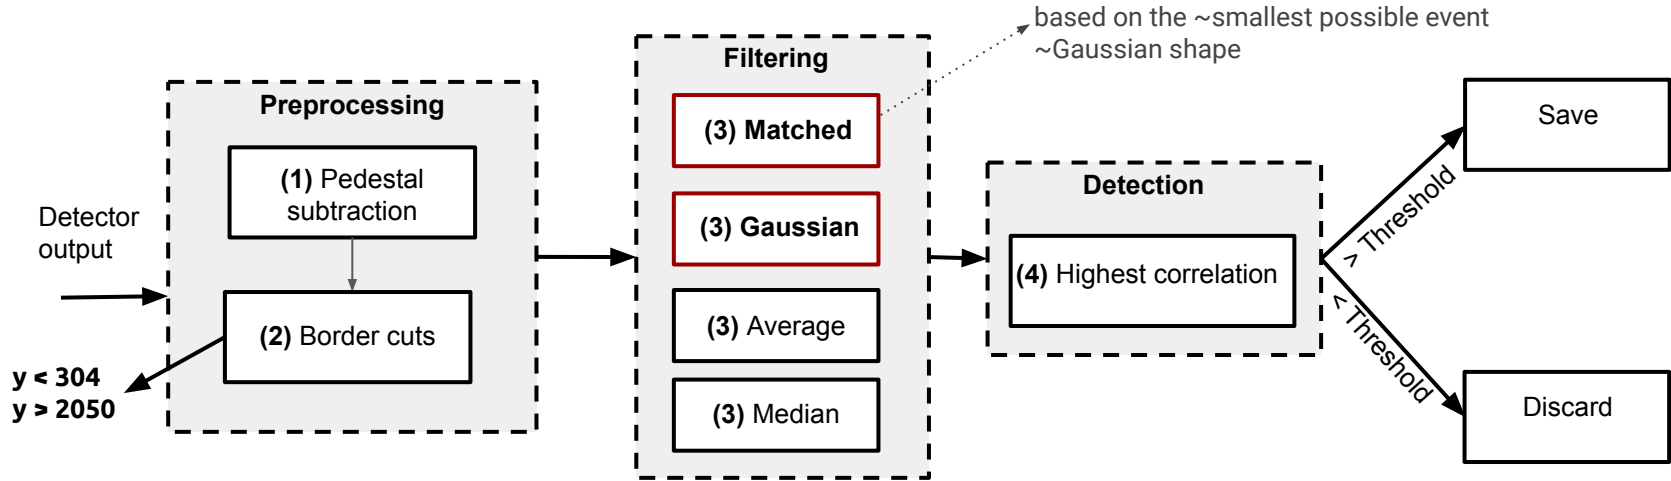 Detector
output
Preprocessing
(1) Pedestal
subtraction
(2) Border cuts
y < 304
y > 2050
Filtering
(3) Matched
(3) Gaussian
(3) Average
(3) Median
based on the ~smallest possible event
~Gaussian shape
Detection
(4) Highest correlation
> Threshold
< Threshold
Save
Discard